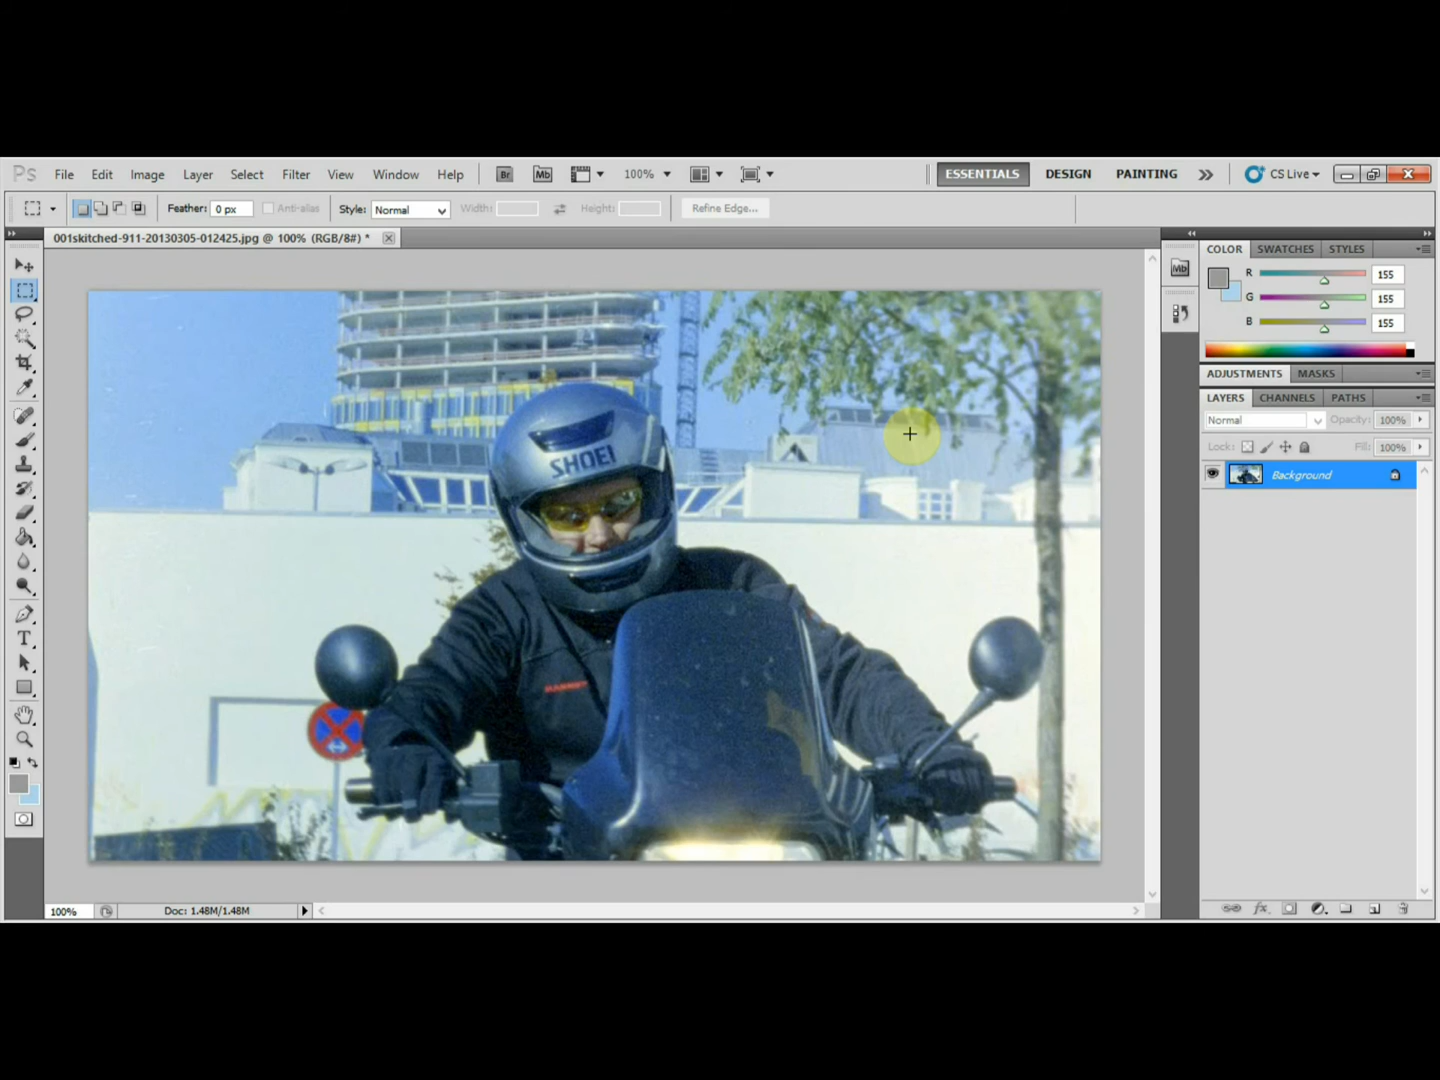 Ps File Edit Image Layer Select Filter View Window Help Br Mb 100% ESSENTIALS DESIGN PAINTING CS Live
Feather: 0 px Anti-alias Style: Normal Width: Height: Refine Edge...
001skitched-911-20130305-012425.jpg @ 100% (RGB/8#) *
COLOR SWATCHES STYLES
Mb
R 155
G 155
B 155
ADJUSTMENTS MASKS
LAYERS CHANNELS PATHS
Normal Opacity: 100%
Lock: Fill: 100%
Background
SHOEI
MAMMUT
T
100% Doc: 1.48M/1.48M
fx